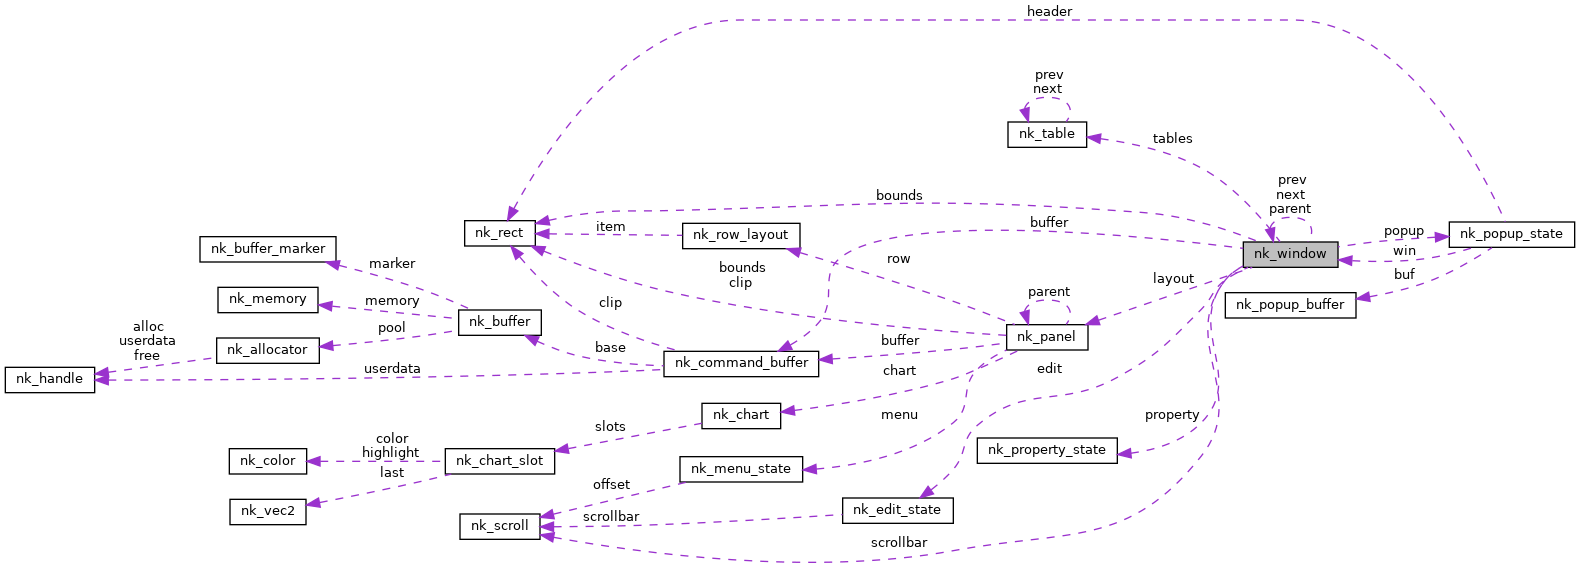 header
prev
next
nk_table
tables
prev
next
parent
bounds
buffer
nk_rect
item
nk_row_layout
popup
nk_popup_state
nk_buffer_marker
row
nk_window
win
marker
bounds
clip
layout
buf
nk_memory
memory
clip
parent
nk_popup_buffer
alloc
userdata
free
pool
nk_buffer
nk_panel
nk_allocator
base
buffer
nk_command_buffer
nk_handle
userdata
chart
edit
nk_chart
menu
property
slots
color
highlight
nk_color
nk_chart_slot
nk_property_state
last
nk_menu_state
offset
nk_vec2
nk_scroll
scrollbar
nk_edit_state
scrollbar